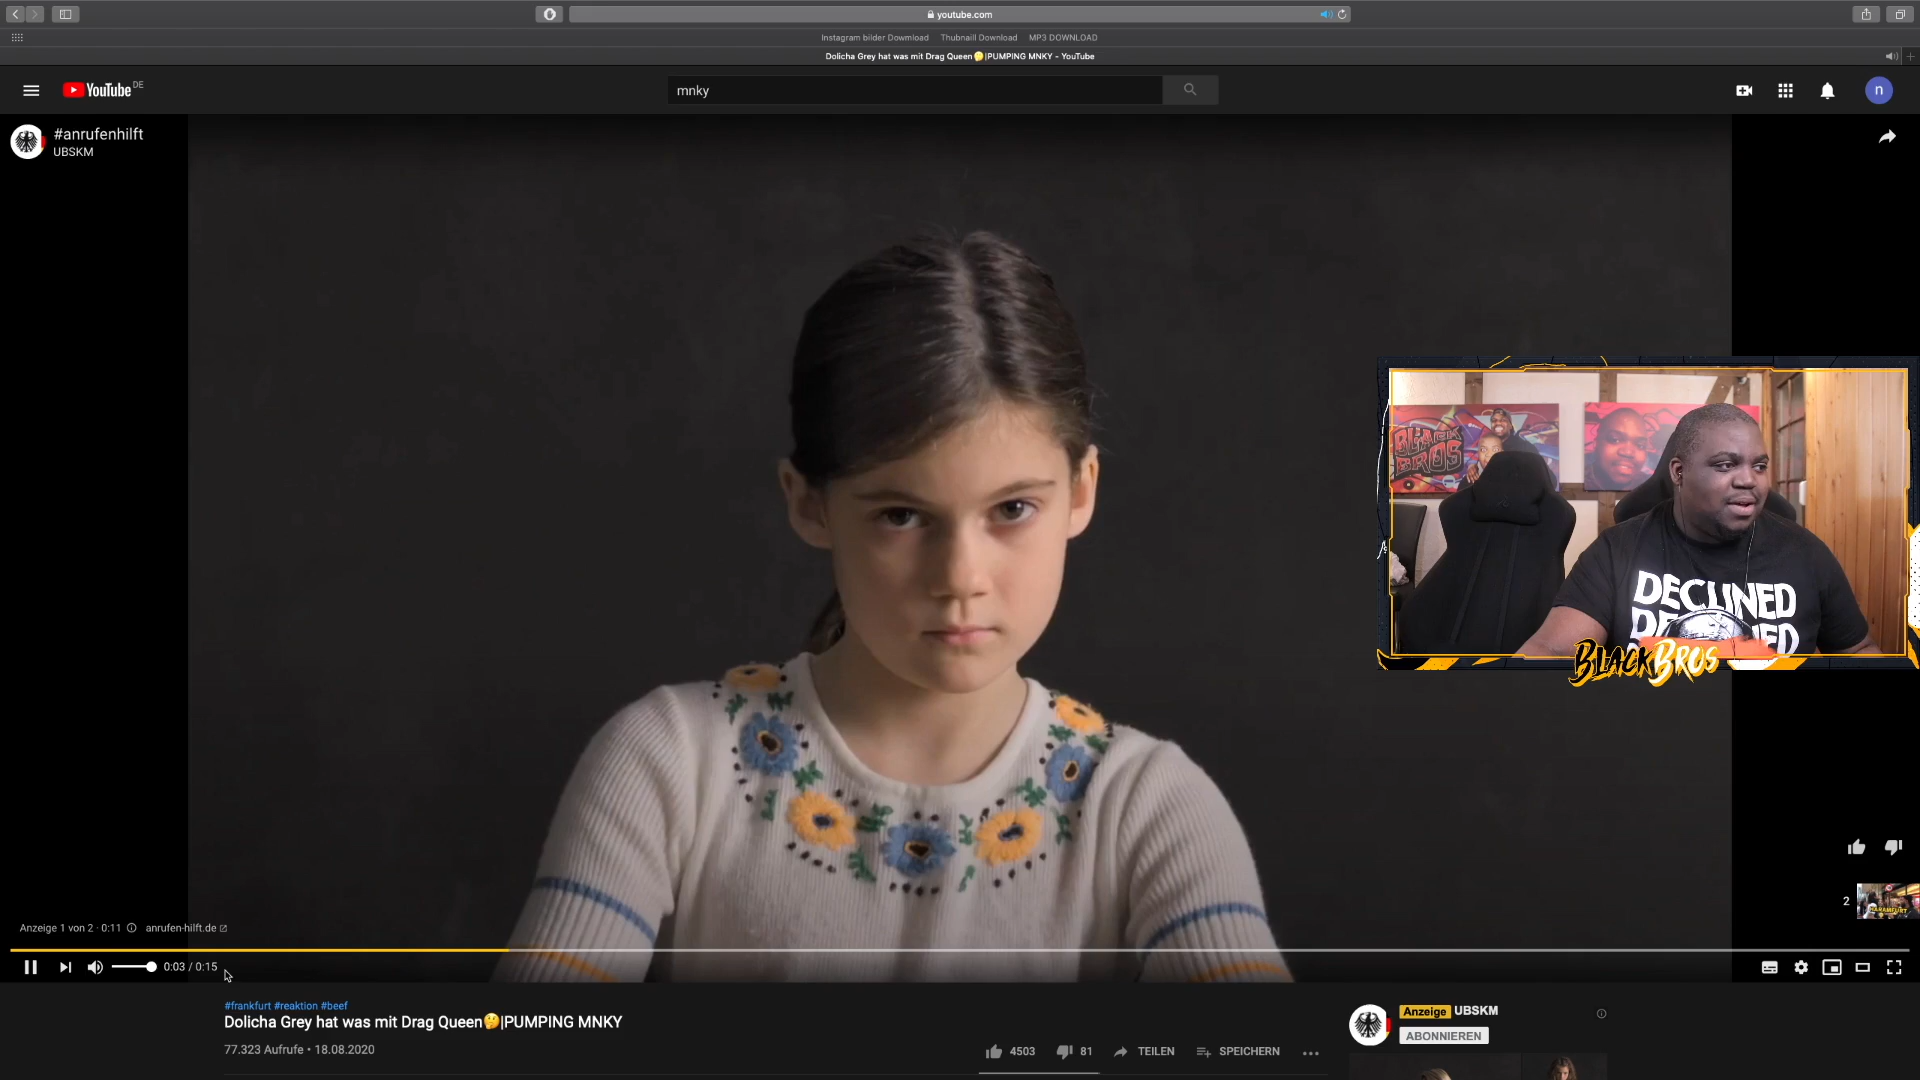 youtube.com
Instagram bilder Download
Thubnaill Download
MP3 DOWNLOAD
Dolicha Grey hat was mit Drag Queen🤔|PUMPING MNKY - YouTube
YouTube DE
mnky
n
#anrufenhilft
UBSKM
BLACK BROS
DECLINED
BLACKBROS
2
Anzeige 1 von 2 · 0:11
anrufen-hilft.de
0:03 / 0:15
#frankfurt #reaktion #beef
Dolicha Grey hat was mit Drag Queen🤔|PUMPING MNKY
77.323 Aufrufe • 18.08.2020
4503
81
TEILEN
SPEICHERN
Anzeige UBSKM
ABONNIEREN